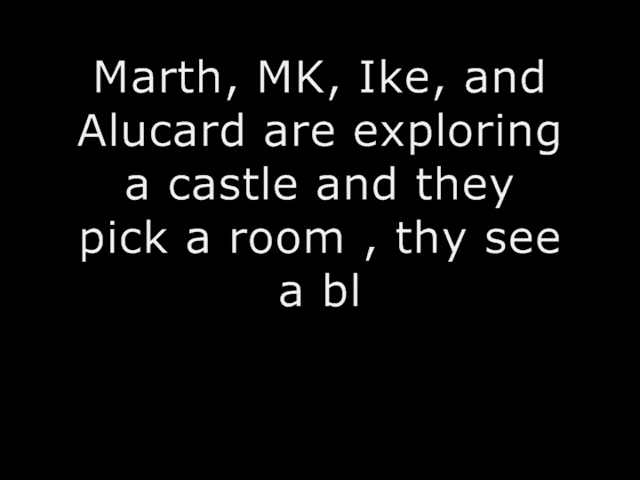 Marth, MK, Ike, and
Alucard are exploring
a castle and they
pick a room , thy see
a bl